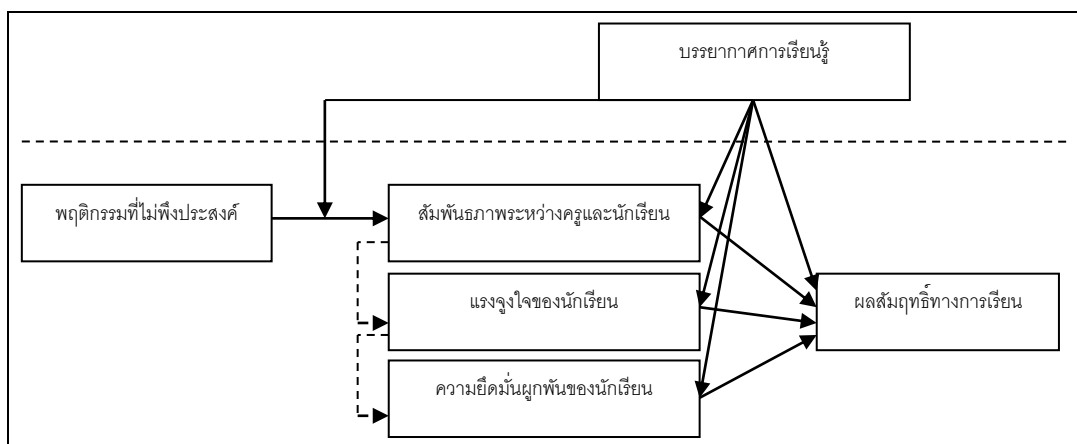 บรรยากาศการเรียนรู้
พฤติกรรมที่ไม่พึงประสงค์
สัมพันธภาพระหว่างครูและนักเรียน
แรงจูงใจของนักเรียน
ผลสัมฤทธิ์ทางการเรียน
ความยึดมั่นผูกพันของนักเรียน